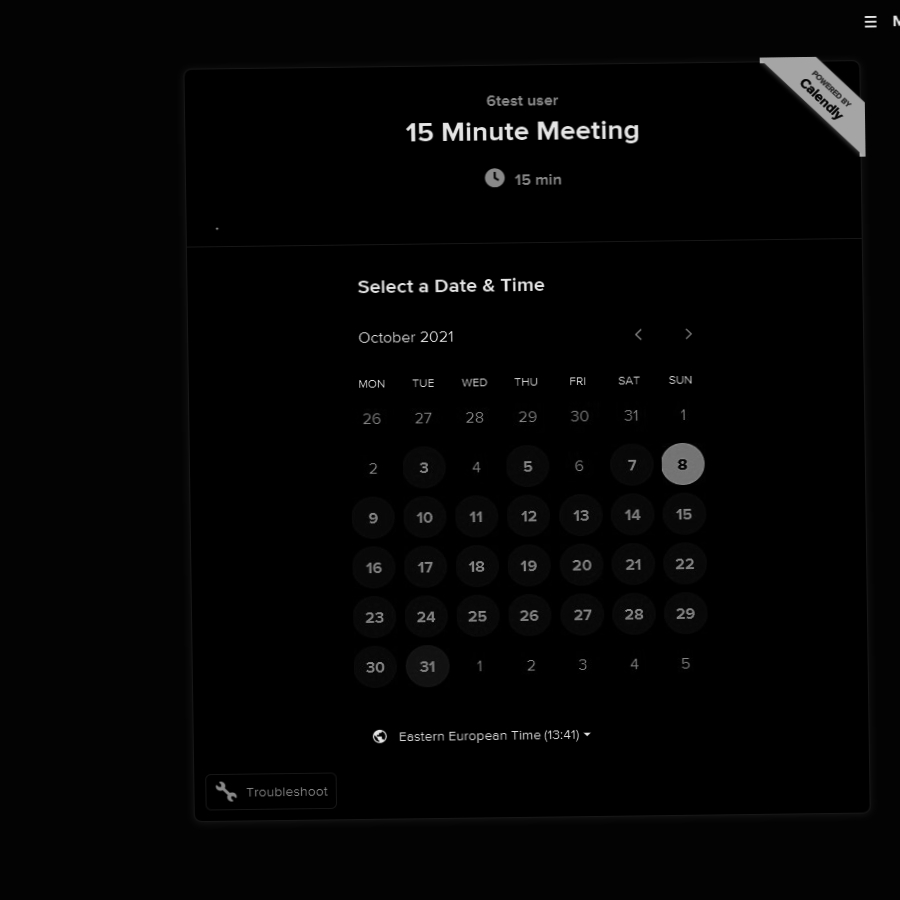 ☰ M
POWERED BY
Calendly
6test user
15 Minute Meeting
15 min
Select a Date & Time
October 2021
MON TUE WED THU FRI SAT SUN
26 27 28 29 30 31 1
2 3 4 5 6 7 8
9 10 11 12 13 14 15
16 17 18 19 20 21 22
23 24 25 26 27 28 29
30 31 1 2 3 4 5
Eastern European Time (13:41)
Troubleshoot